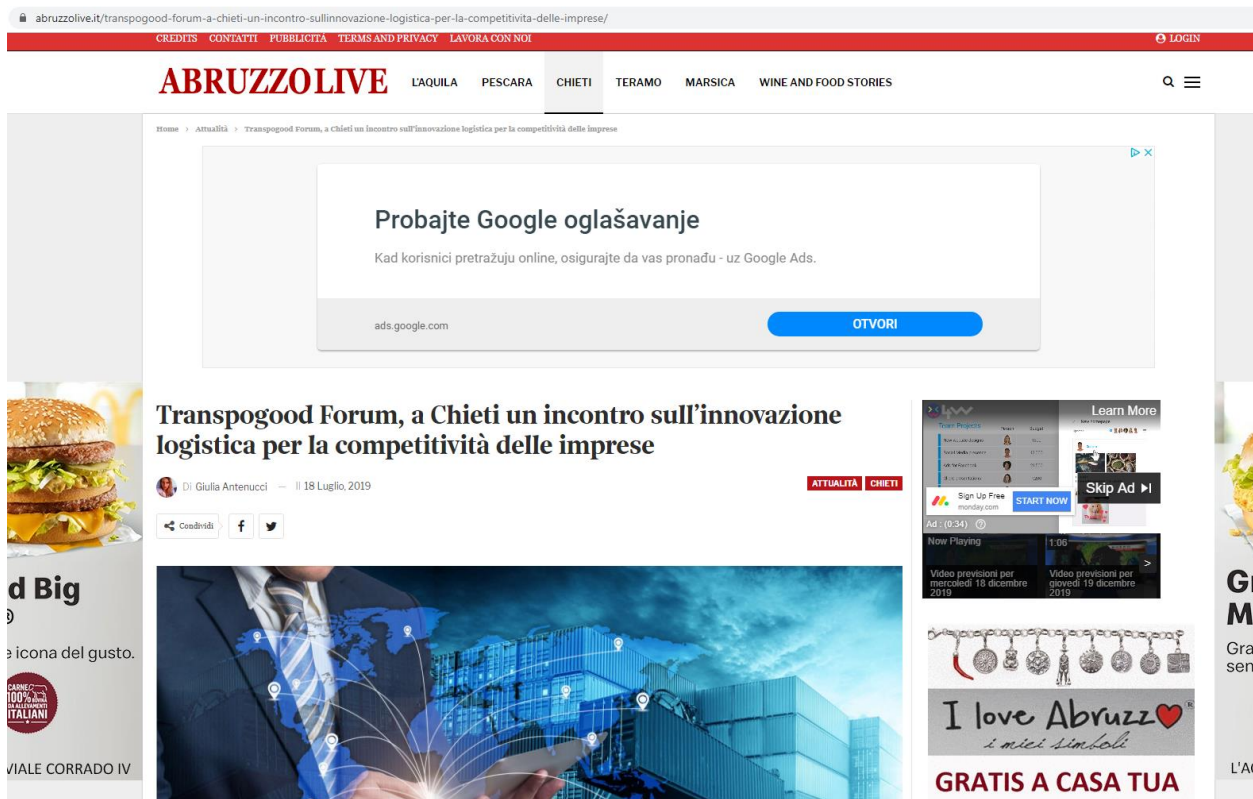 abruzzolive.it/transpogood-forum-a-chieti-un-incontro-sullinnovazione-logistica-per-la-competitivita-delle-imprese/
CREDITS CONTATTI PUBBLICITÀ TERMS AND PRIVACY LAVORA CON NOI LOGIN
ABRUZZOLIVE L'AQUILA PESCARA CHIETI TERAMO MARSICA WINE AND FOOD STORIES
Home > Attualità > Transpogood Forum, a Chieti un incontro sull'innovazione logistica per la competitività delle imprese
Probajte Google oglašavanje
Kad korisnici pretražuju online, osigurajte da vas pronađu - uz Google Ads.
ads.google.com OTVORI
Transpogood Forum, a Chieti un incontro sull'innovazione
logistica per la competitività delle imprese
Di Giulia Antenucci — Il 18 Luglio, 2019 ATTUALITÀ CHIETI
Condividi
Learn More
Team Projects
Skip Ad
Sign Up Free
monday.com
START NOW
Ad : (0:34)
Now Playing 1:06
Video previsioni per
mercoledì 18 dicembre
2019
Video previsioni per
giovedì 19 dicembre
2019
I love Abruzz
®
i miei simboli
GRATIS A CASA TUA
d Big
®
e icona del gusto.
CARNE
100% BOVINA
DA ALLEVAMENTI
ITALIANI
VIALE CORRADO IV
G
M
Gra
sen
L'A